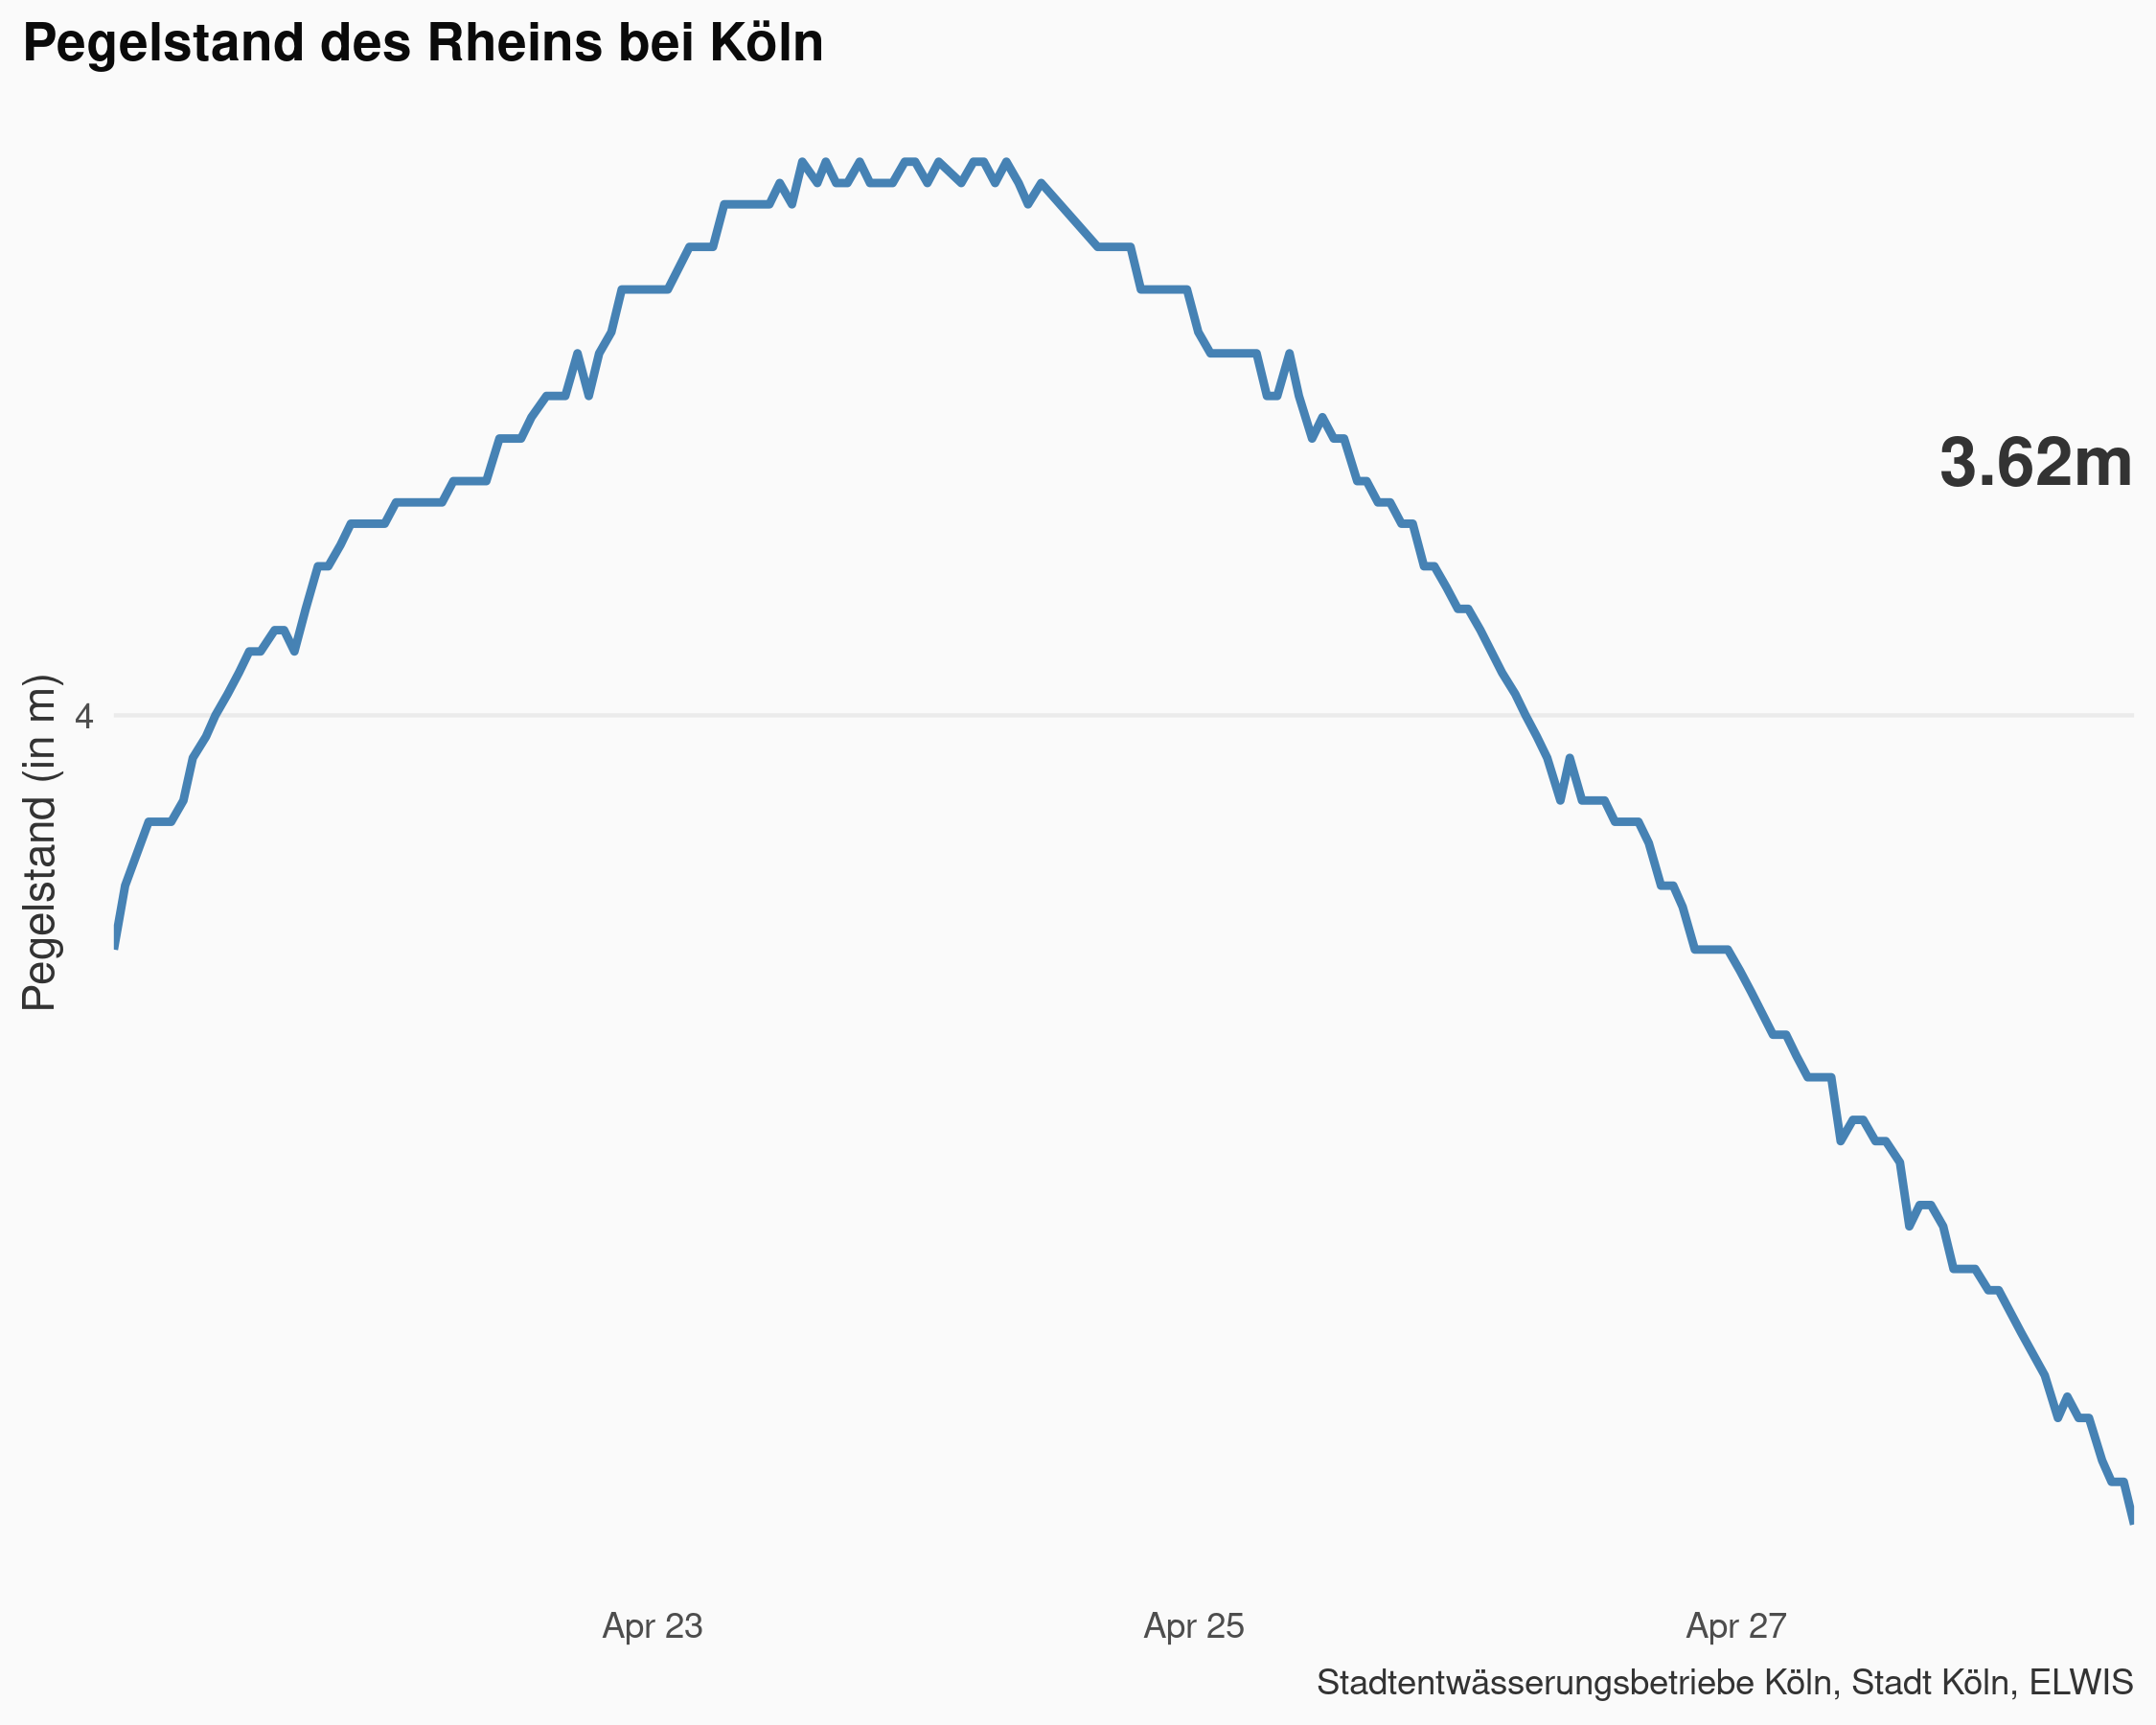 Pegelstand des Rheins bei Köln
3.62m
Pegelstand (in m)
4
Apr 23
Apr 25
Apr 27
Stadtentwässerungsbetriebe Köln, Stadt Köln, ELWIS